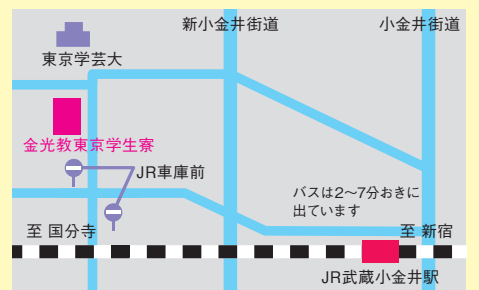 新小金井街道
小金井街道
東京学芸大
金光教東京学生寮
JR車庫前
バスは2〜7分おきに
出ています
至 国分寺
至 新宿
JR武蔵小金井駅